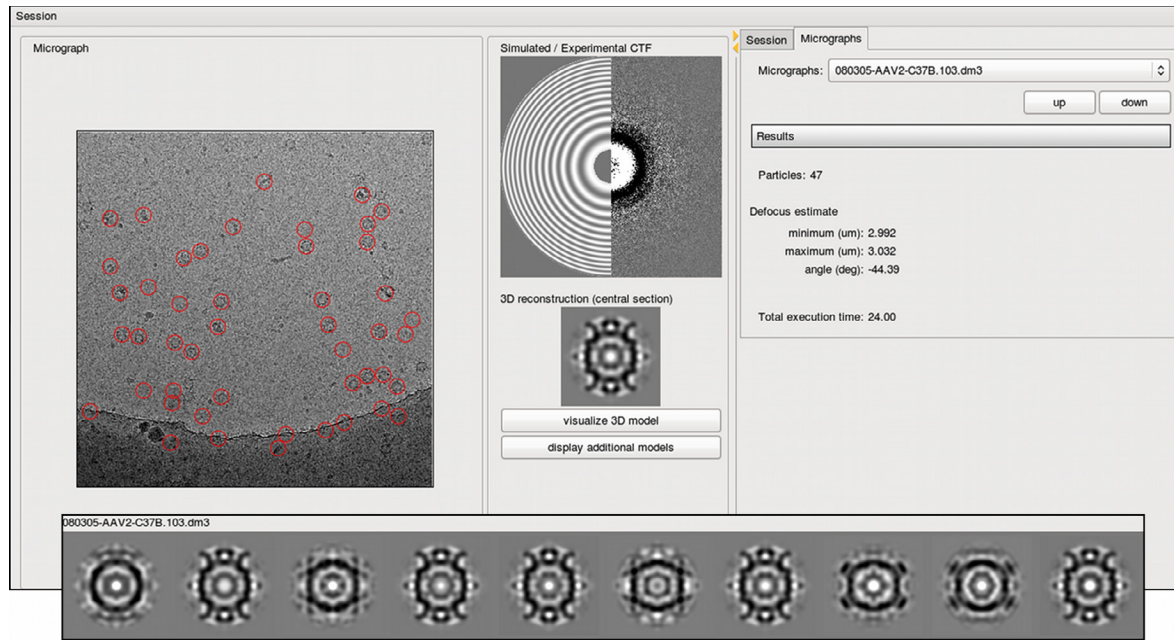 Session
Micrograph
Simulated / Experimental CTF
3D reconstruction (central section)
visualize 3D model
display additional models
Session Micrographs
Micrographs: 080305-AAV2-C37B.103.dm3
up down
Results
Particles: 47
Defocus estimate
minimum (um): 2.992
maximum (um): 3.032
angle (deg): -44.39
Total execution time: 24.00
080305-AAV2-C37B.103.dm3